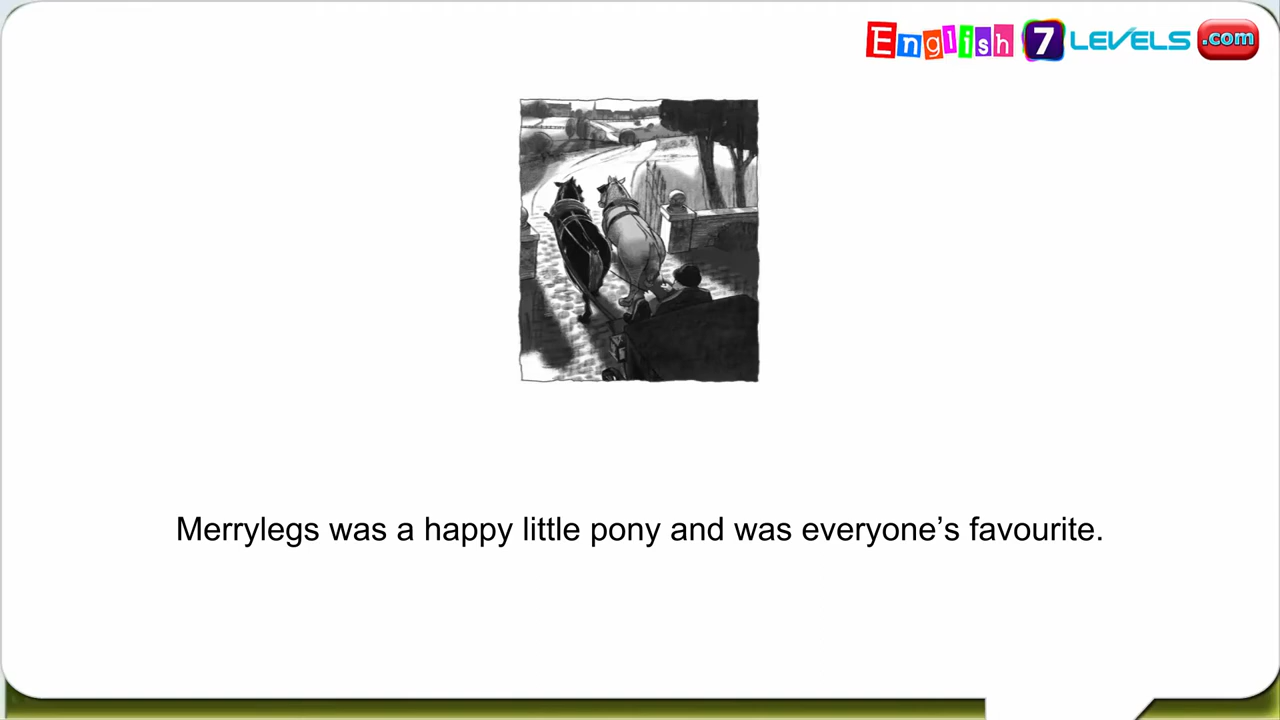 English 7 LEVELS .com
Merrylegs was a happy little pony and was everyone’s favourite.